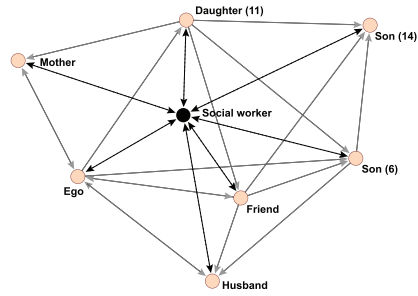 Daughter (11)
Son (14)
Mother
Social worker
Son (6)
Ego
Friend
Husband